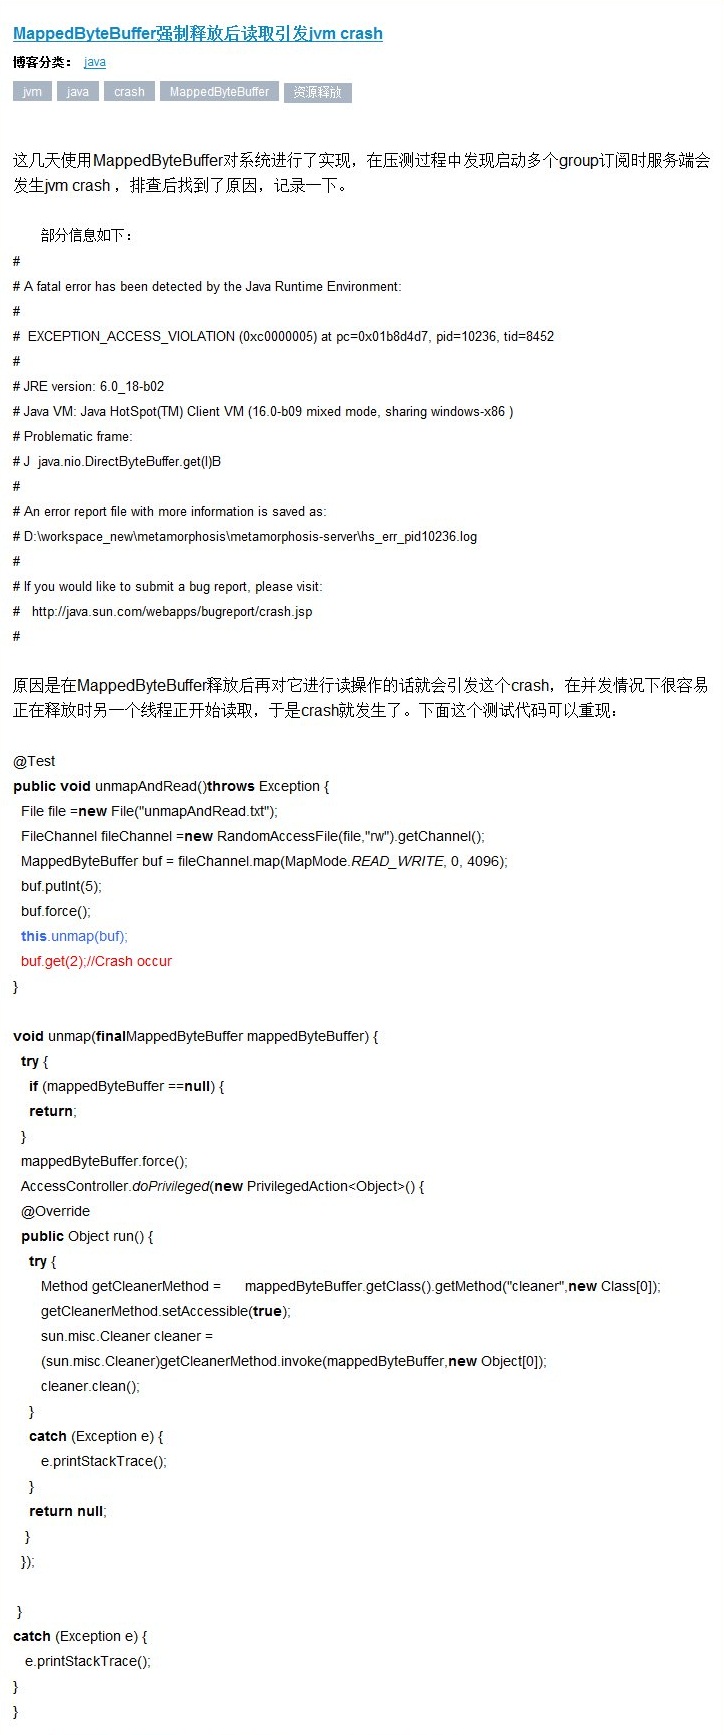 MappedByteBuffer强制释放后读取引发jvm crash
博客分类： java
jvm java crash MappedByteBuffer 资源释放
这几天使用MappedByteBuffer对系统进行了实现，在压测过程中发现启动多个group订阅时服务端会
发生jvm crash ，排查后找到了原因，记录一下。
部分信息如下：
#
# A fatal error has been detected by the Java Runtime Environment:
#
#  EXCEPTION_ACCESS_VIOLATION (0xc0000005) at pc=0x01b8d4d7, pid=10236, tid=8452
#
# JRE version: 6.0_18-b02
# Java VM: Java HotSpot(TM) Client VM (16.0-b09 mixed mode, sharing windows-x86 )
# Problematic frame:
# J  java.nio.DirectByteBuffer.get(I)B
#
# An error report file with more information is saved as:
# D:\workspace_new\metamorphosis\metamorphosis-server\hs_err_pid10236.log
#
# If you would like to submit a bug report, please visit:
#   http://java.sun.com/webapps/bugreport/crash.jsp
#
原因是在MappedByteBuffer释放后再对它进行读操作的话就会引发这个crash，在并发情况下很容易
正在释放时另一个线程正开始读取，于是crash就发生了。下面这个测试代码可以重现：
@Test
public void unmapAndRead()throws Exception {
File file =new File("unmapAndRead.txt");
FileChannel fileChannel =new RandomAccessFile(file,"rw").getChannel();
MappedByteBuffer buf = fileChannel.map(MapMode.READ_WRITE, 0, 4096);
buf.putInt(5);
buf.force();
this.unmap(buf);
buf.get(2);//Crash occur
}
void unmap(finalMappedByteBuffer mappedByteBuffer) {
try {
if (mappedByteBuffer ==null) {
return;
}
mappedByteBuffer.force();
AccessController.doPrivileged(new PrivilegedAction<Object>() {
@Override
public Object run() {
try {
Method getCleanerMethod =      mappedByteBuffer.getClass().getMethod("cleaner",new Class[0]);
getCleanerMethod.setAccessible(true);
sun.misc.Cleaner cleaner =
(sun.misc.Cleaner)getCleanerMethod.invoke(mappedByteBuffer,new Object[0]);
cleaner.clean();
}
catch (Exception e) {
e.printStackTrace();
}
return null;
}
});
}
catch (Exception e) {
e.printStackTrace();
}
}